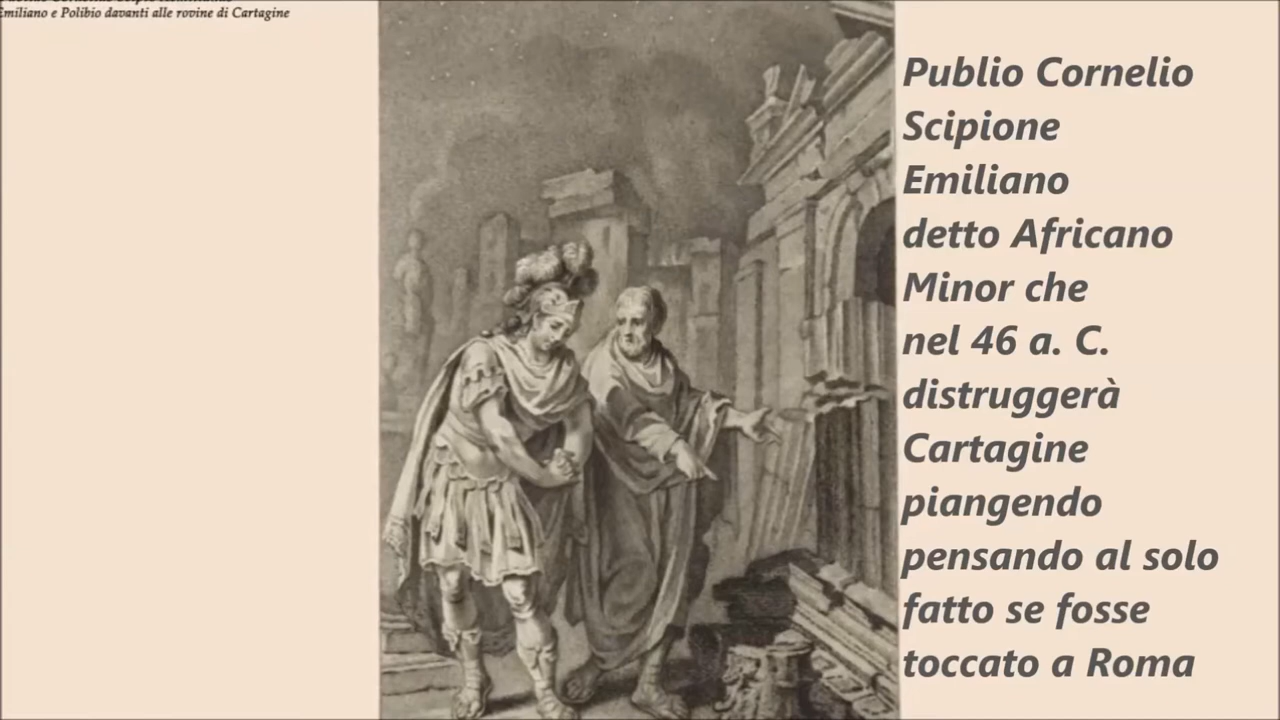 Emiliano e Polibio davanti alle rovine di Cartagine
Publio Cornelio
Scipione
Emiliano
detto Africano
Minor che
nel 46 a. C.
distruggerà
Cartagine
piangendo
pensando al solo
fatto se fosse
toccato a Roma